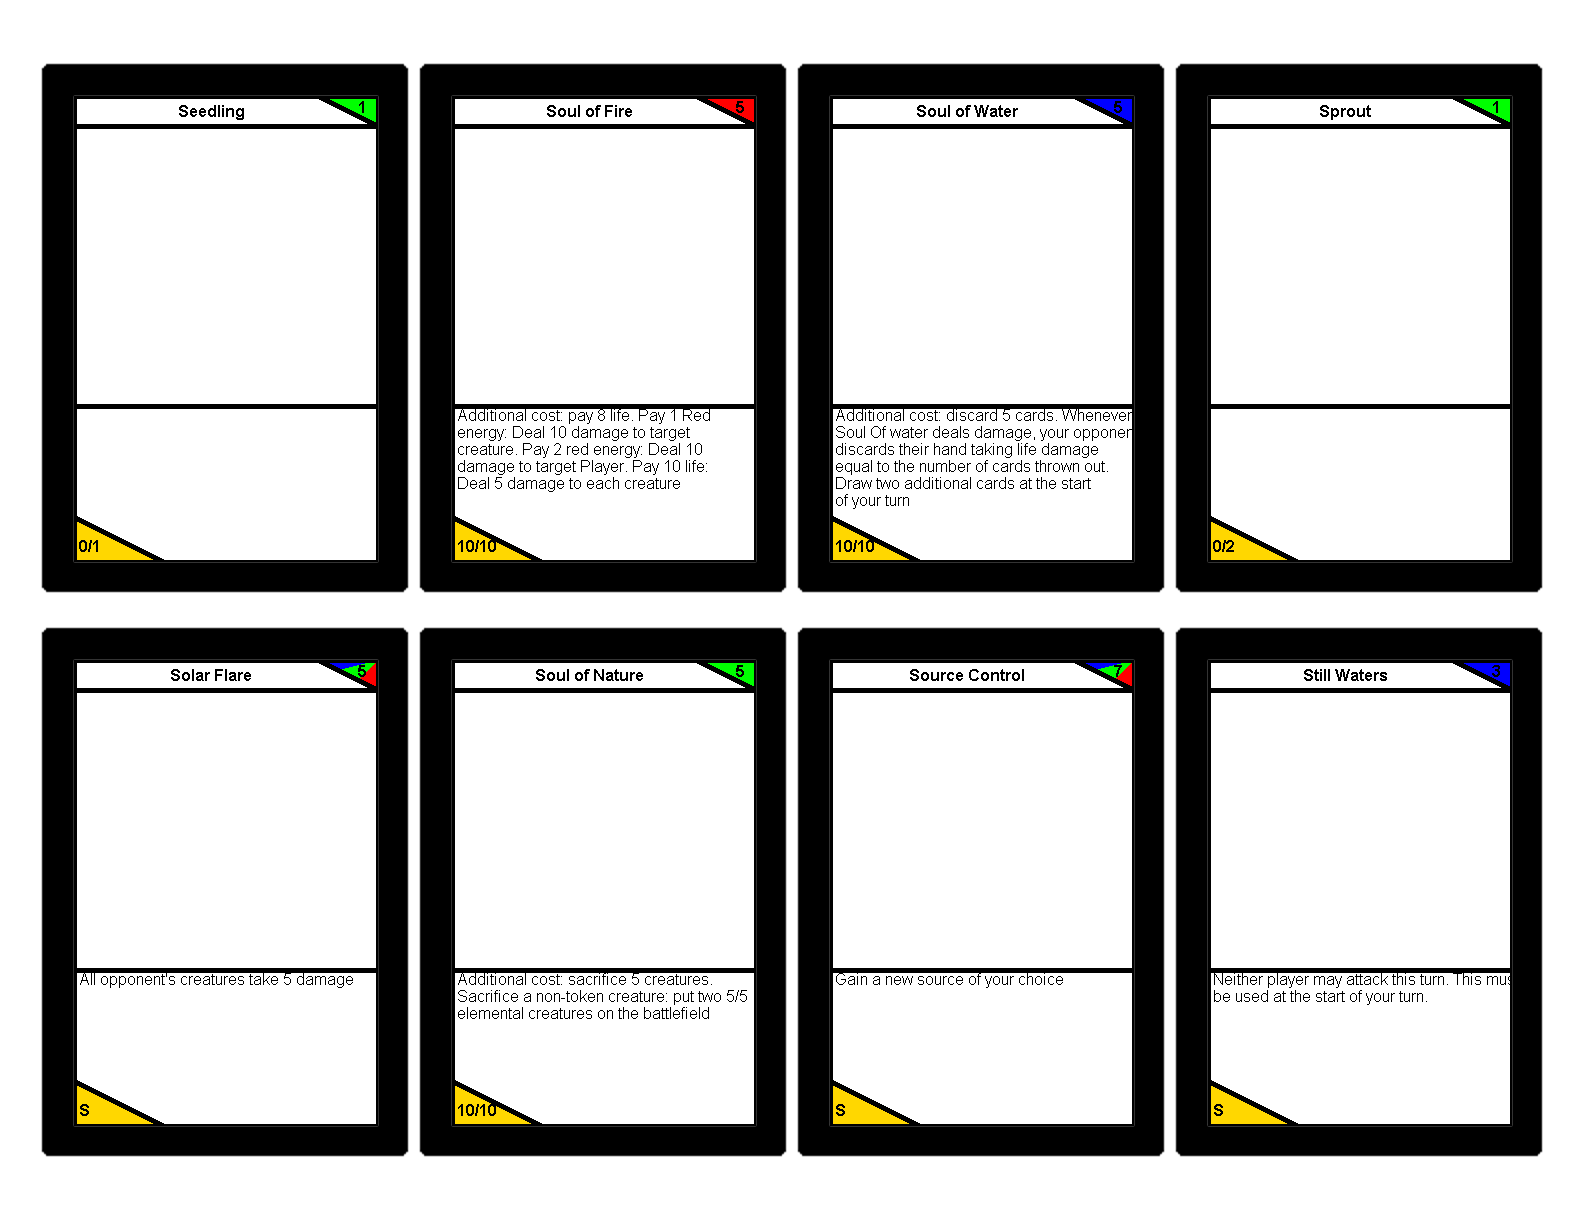 Seedling
1
0/1
Soul of Fire
5
Additional cost: pay 8 life. Pay 1 Red
energy: Deal 10 damage to target
creature. Pay 2 red energy: Deal 10
damage to target Player. Pay 10 life:
Deal 5 damage to each creature
10/10
Soul of Water
5
Additional cost: discard 5 cards. Whenever
Soul Of water deals damage, your opponen
discards their hand taking life damage
equal to the number of cards thrown out.
Draw two additional cards at the start
of your turn
10/10
Sprout
1
0/2
Solar Flare
5
All opponent's creatures take 5 damage
S
Soul of Nature
5
Additional cost: sacrifice 5 creatures.
Sacrifice a non-token creature: put two 5/5
elemental creatures on the battlefield
10/10
Source Control
7
Gain a new source of your choice
S
Still Waters
3
Neither player may attack this turn. This mus
be used at the start of your turn.
S